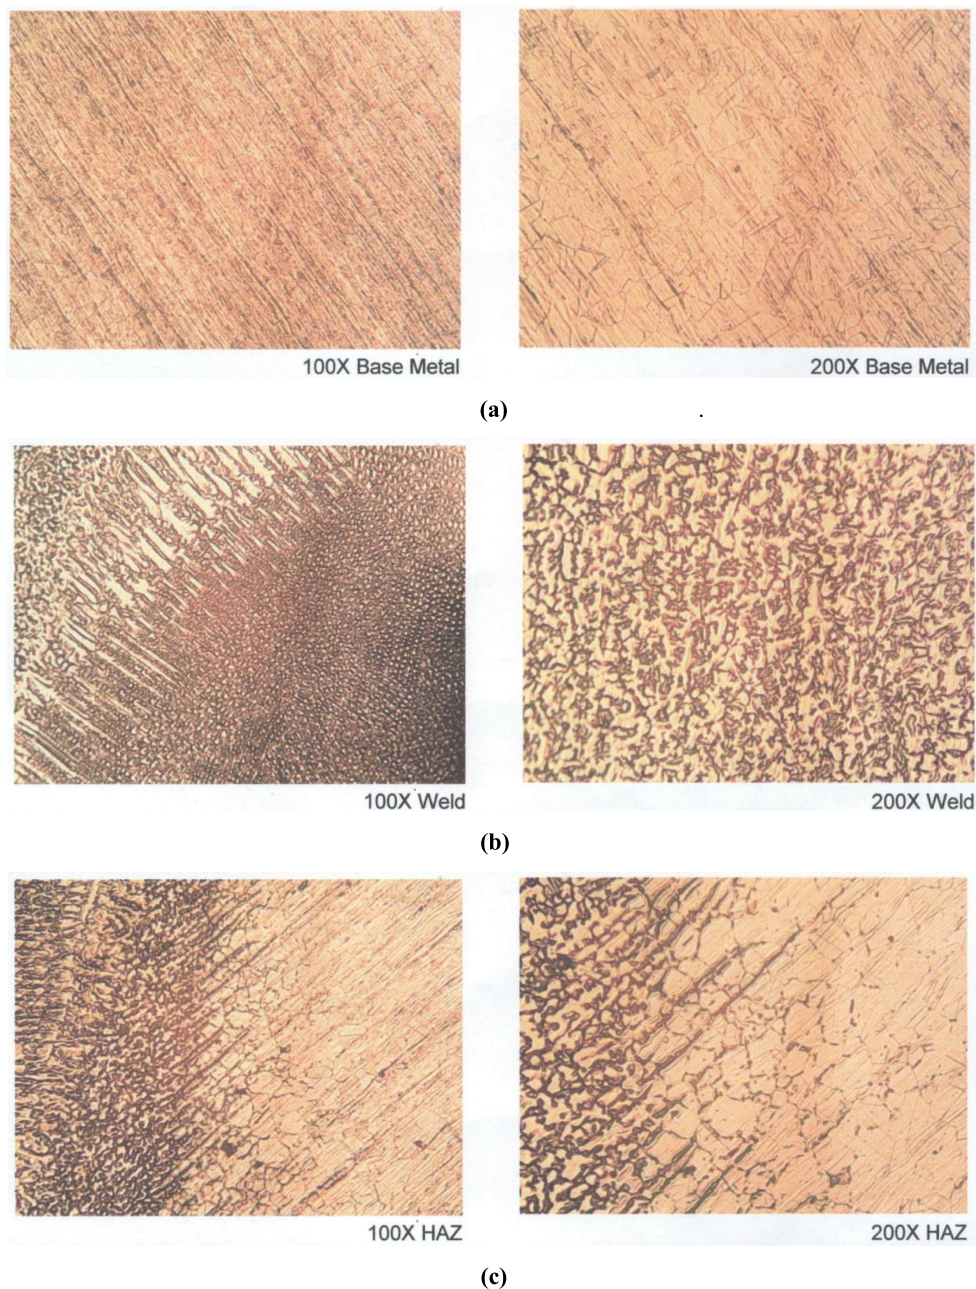 100X Base Metal
200X Base Metal
(a)
100X Weld
200X Weld
(b)
100X HAZ
200X HAZ
(c)